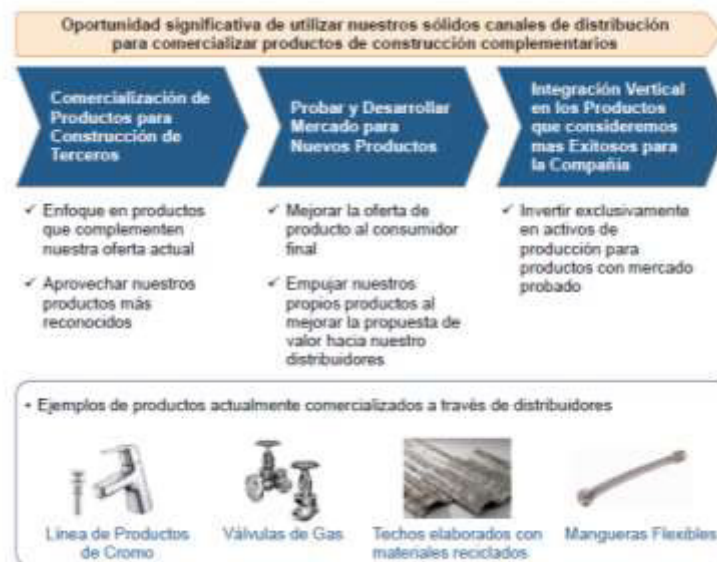 Oportunidad significativa de utilizar nuestros sólidos canales de distribución
para comercializar productos de construcción complementarios
Comercialización de
Productos para
Construcción de
Terceros
Probar y Desarrollar
Mercado para
Nuevos Productos
Integración Vertical
en los Productos
que consideremos
mas Exitosos para
la Compañía
✓ Enfoque en productos
que complementen
nuestra oferta actual
✓ Aprovechar nuestros
productos más
reconocidos
✓ Mejorar la oferta de
producto al consumidor
final
✓ Empujar nuestros
propios productos al
mejorar la propuesta de
valor hacia nuestro
distribuidores
✓ Invertir exclusivamente
en activos de
producción para
productos con mercado
probado
• Ejemplos de productos actualmente comercializados a través de distribuidores
Línea de Productos
de Cromo
Válvulas de Gas
Techos elaborados con
materiales reciclados
Mangueras Flexibles